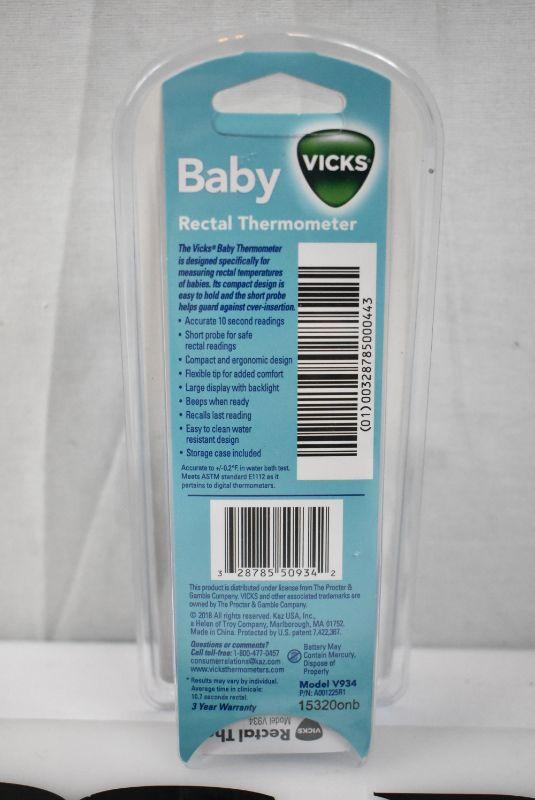 Baby
VICKS®
Rectal Thermometer
The Vicks® Baby Thermometer
is designed specifically for
measuring rectal temperatures
of babies. Its compact design is
easy to hold and the short probe
helps guard against over-insertion.
• Accurate 10 second readings
• Short probe for safe
rectal readings
• Compact and ergonomic design
• Flexible tip for added comfort
• Large display with backlight
• Beeps when ready
• Recalls last reading
• Easy to clean water
resistant design
• Storage case included
Accurate to +/-0.2°F. in water bath test.
Meets ASTM standard E1112 as it
pertains to digital thermometers.
(01)00328785000443
3 28785 50934 2
This product is distributed under license from The Procter &
Gamble Company. VICKS and other associated trademarks are
owned by The Procter & Gamble Company.
© 2018 All rights reserved. Kaz USA, Inc.,
a Helen of Troy Company, Marlborough, MA 01752.
Made in China. Protected by U.S. patent 7,422,367.
Questions or comments?
Call toll-free: 1-800-477-0457
consumerrelations@kaz.com
www.vicksthermometers.com
Battery May
Contain Mercury,
Dispose of
Properly
* Results may vary by individual.
Average time in clinicals:
10.7 seconds rectal.
3 Year Warranty
Model V934
P/N: A001225R1
15320onb
Model V934
Rectal Th
VICKS